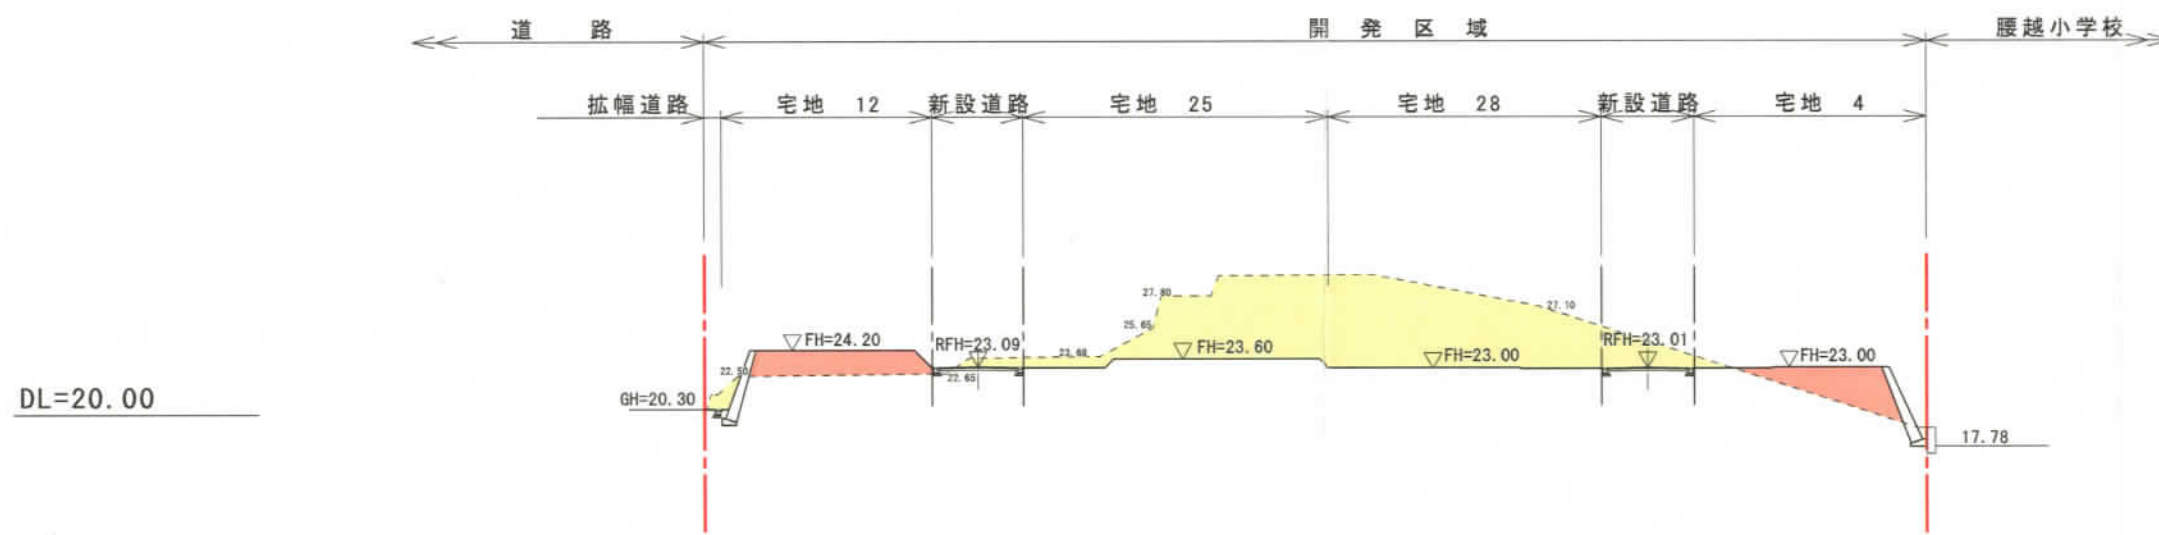 道 路
開 発 区 域
腰越小学校
拡幅道路
宅地 12
新設道路
宅地 25
宅地 28
新設道路
宅地 4
27.80
27.10
25.65
FH=24.20
RFH=23.09
23.68
FH=23.60
FH=23.00
RFH=23.01
FH=23.00
22.50
22.65
DL=20.00
GH=20.30
17.78